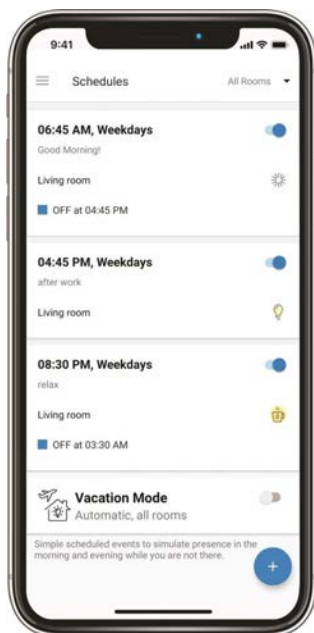 9:41
Schedules All Rooms
06:45 AM, Weekdays
Good Morning!
Living room
OFF at 04:45 PM
04:45 PM, Weekdays
after work
Living room
08:30 PM, Weekdays
relax
Living room
OFF at 03:30 AM
Vacation Mode
Automatic, all rooms
Simple scheduled events to simulate presence in the
morning and evening while you are not there.
+